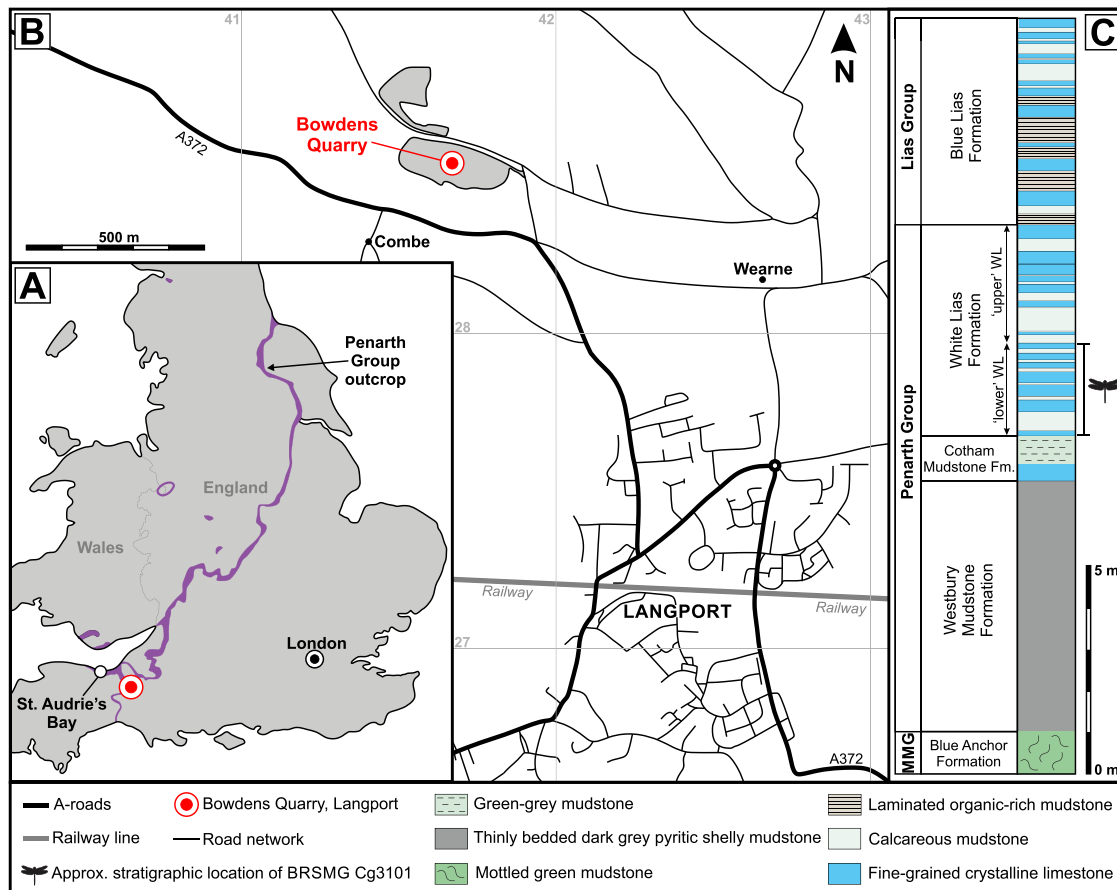 B
41
42
43
N
A372
Bowdens
Quarry
500 m
Combe
Wearne
28
Railway
LANGPORT
Railway
27
A372
A
Penarth
Group
outcrop
England
Wales
London
St. Audrie's
Bay
C
Lias Group
Blue Lias
Formation
Penarth Group
White Lias
Formation
'upper' WL
'lower' WL
Cotham
Mudstone Fm.
Westbury
Mudstone
Formation
MMG
Blue Anchor
Formation
5 m
0 m
A-roads
Bowdens Quarry, Langport
Green-grey mudstone
Laminated organic-rich mudstone
Railway line
Road network
Thinly bedded dark grey pyritic shelly mudstone
Calcareous mudstone
Approx. stratigraphic location of BRSMG Cg3101
Mottled green mudstone
Fine-grained crystalline limestone